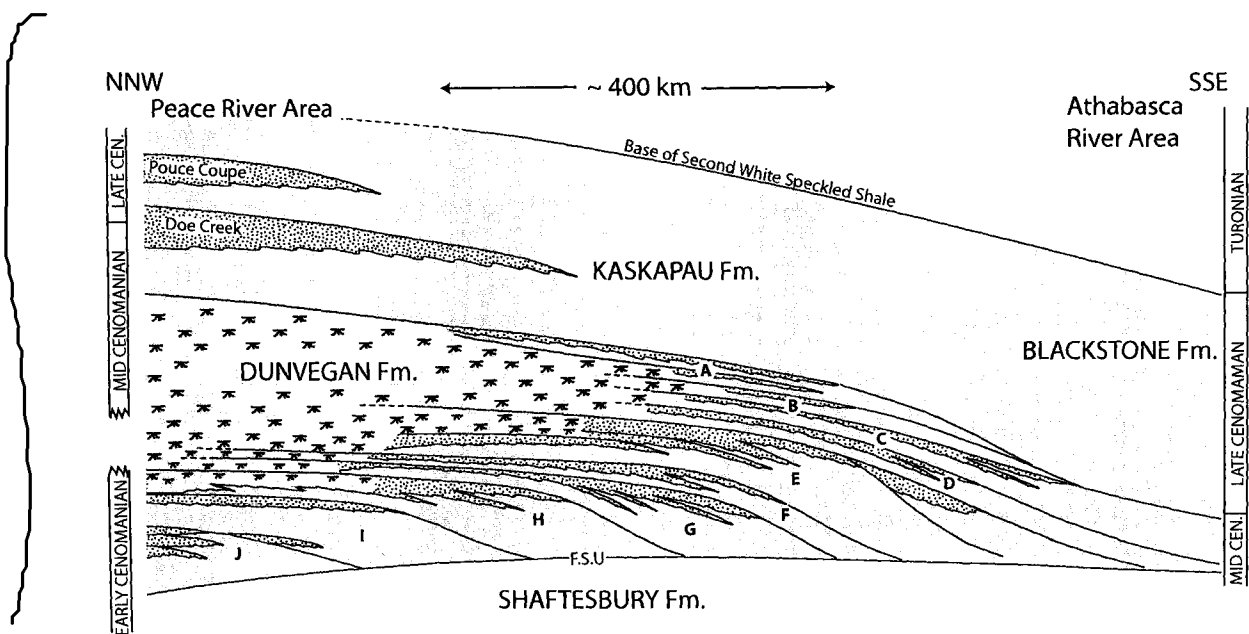 NNW
~ 400 km
SSE
Peace River Area
Athabasca
River Area
LATE CEN.
MID CENOMANIAN
EARLY CENOMANIAN
Pouce Coupe
Doe Creek
Base of Second White Speckled Shale
KASKAPAU Fm.
DUNVEGAN Fm.
BLACKSTONE Fm.
A
B
C
D
E
F
G
H
I
J
F.S.U
SHAFTESBURY Fm.
TURONIAN
LATE CENOMAMAN
MID CEN.